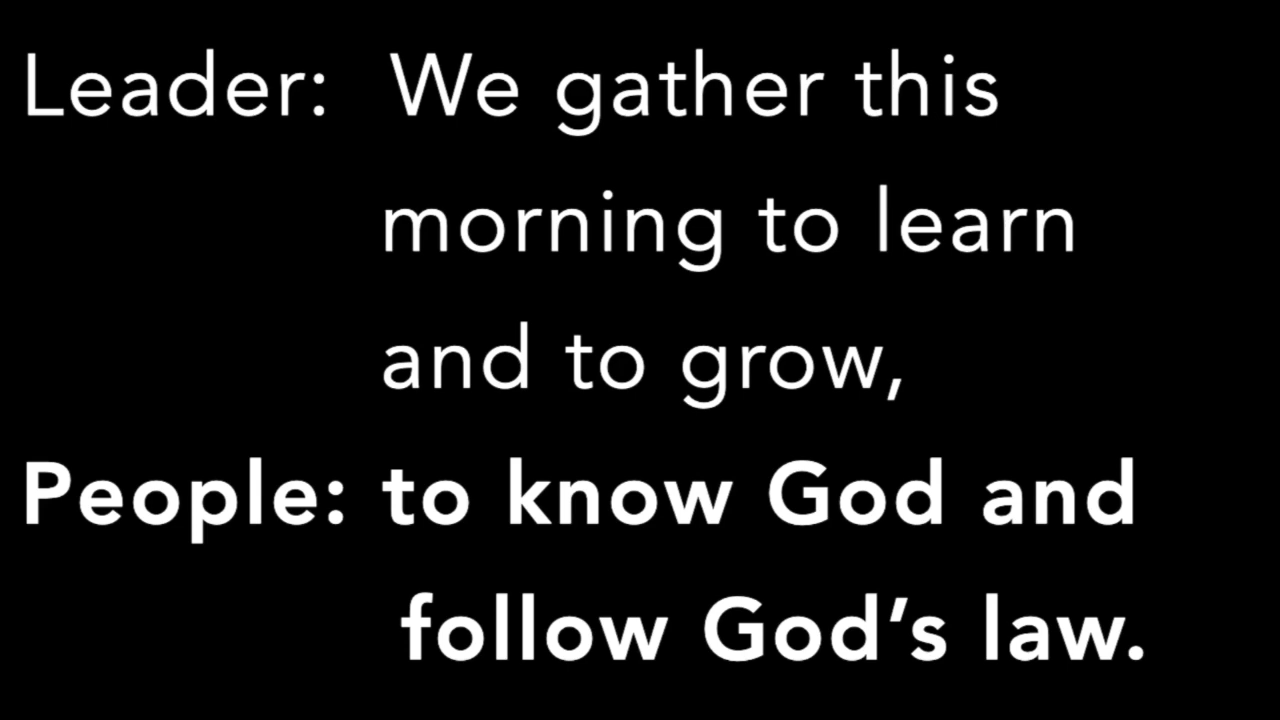 Leader: We gather this
morning to learn
and to grow,
People: to know God and
follow God’s law.